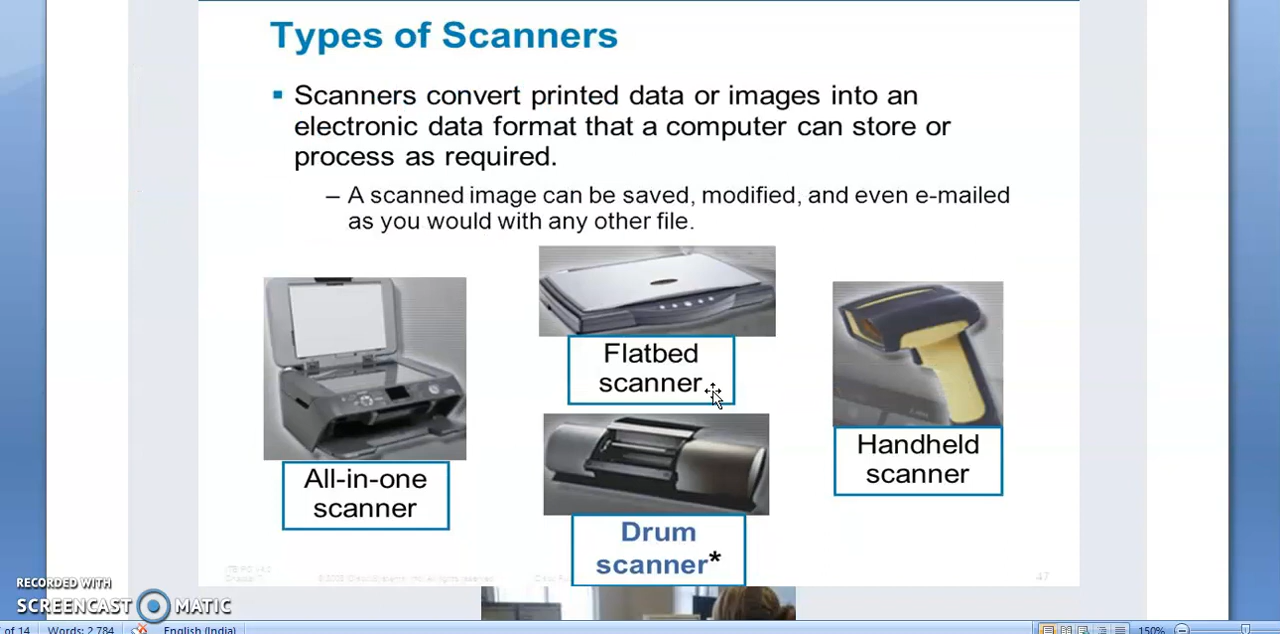 Types of Scanners
▪ Scanners convert printed data or images into an
electronic data format that a computer can store or
process as required.
– A scanned image can be saved, modified, and even e-mailed
as you would with any other file.
Flatbed
scanner
Handheld
scanner
All-in-one
scanner
Drum
scanner*
47
RECORDED WITH
SCREENCAST MATIC
of 14
Words: 2,784
English (India)
150%